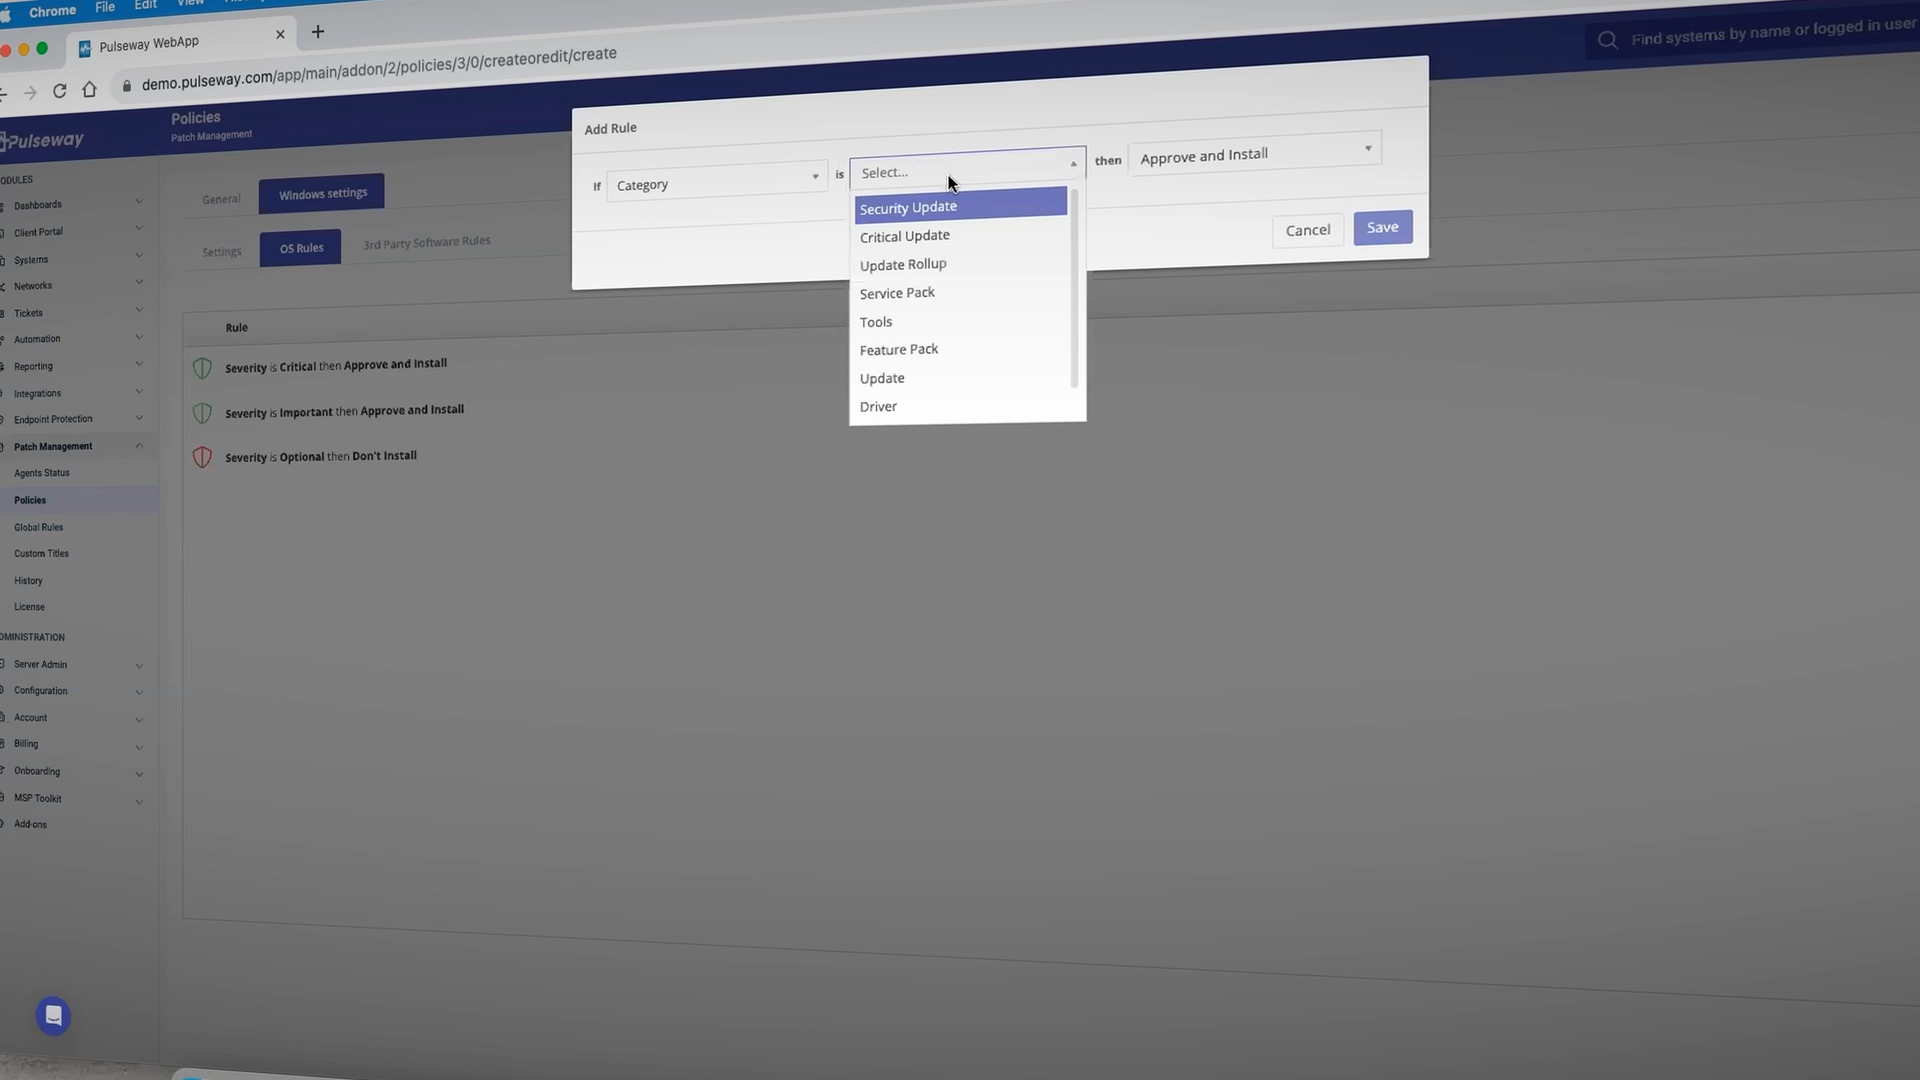 Chrome File Edit View
Pulseway WebApp
demo.pulseway.com/app/main/addon/2/policies/3/0/createoredit/create
Find systems by name or logged in user
Pulseway
Policies
Patch Management
ODULES
Dashboards
Client Portal
Systems
Networks
Tickets
Automation
Reporting
Integrations
Endpoint Protection
Patch Management
Agents Status
Policies
Global Rules
Custom Titles
History
License
DMINISTRATION
Server Admin
Configuration
Account
Billing
Onboarding
MSP Toolkit
Add-ons
General Windows settings
Settings OS Rules 3rd Party Software Rules
Rule
Severity is Critical then Approve and Install
Severity is Important then Approve and Install
Severity is Optional then Don't Install
Add Rule
If Category is Select... then Approve and Install
Security Update
Critical Update
Update Rollup
Service Pack
Tools
Feature Pack
Update
Driver
Cancel Save